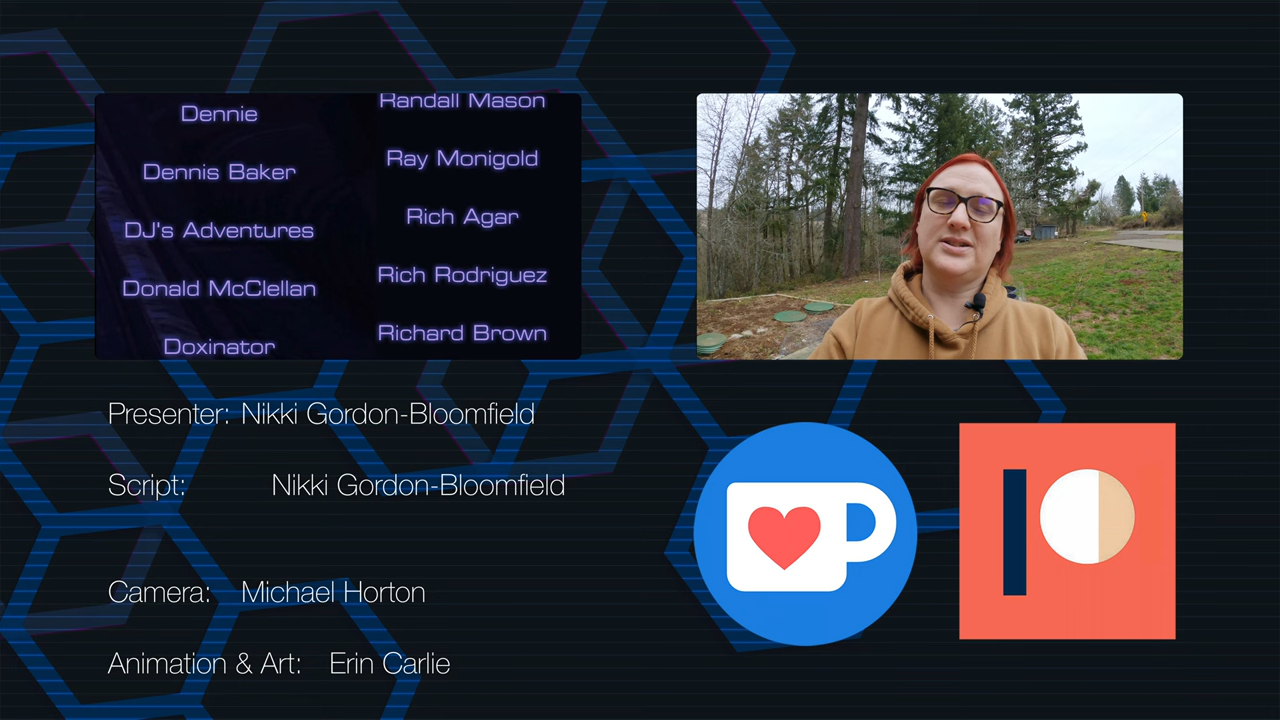 Dennie
Dennis Baker
DJ's Adventures
Donald McClellan
Doxinator
Randall Mason
Ray Monigold
Rich Agar
Rich Rodriguez
Richard Brown
Presenter: Nikki Gordon-Bloomfield
Script: Nikki Gordon-Bloomfield
Camera: Michael Horton
Animation & Art: Erin Carlie